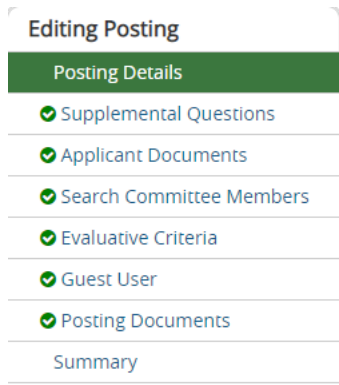 Editing Posting
Posting Details
Supplemental Questions
Applicant Documents
Search Committee Members
Evaluative Criteria
Guest User
Posting Documents
Summary